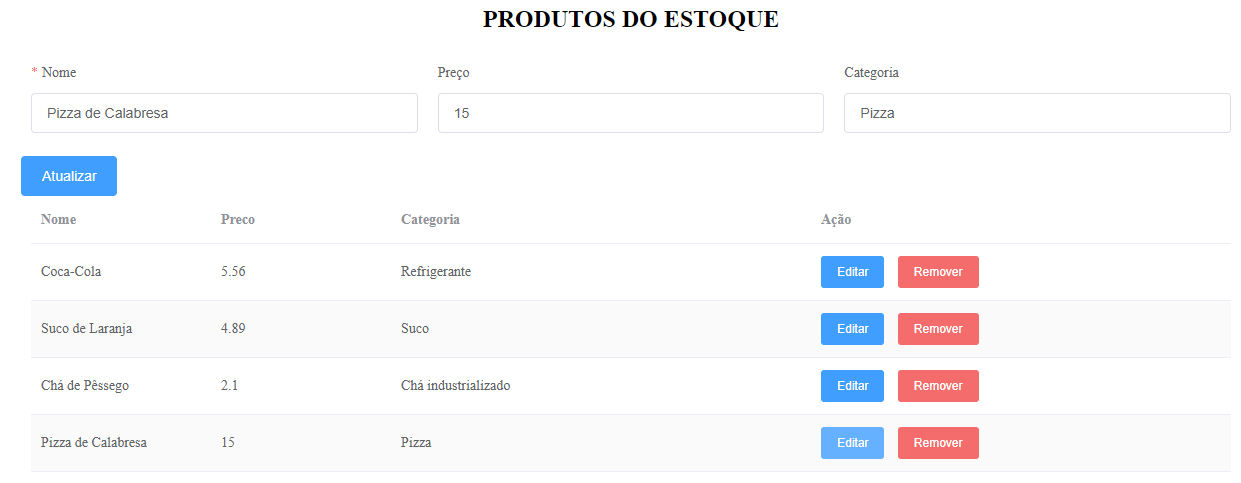 PRODUTOS DO ESTOQUE
* Nome Preço Categoria
Pizza de Calabresa 15 Pizza
Atualizar
Nome Preco Categoria Ação
Coca-Cola 5.56 Refrigerante Editar Remover
Suco de Laranja 4.89 Suco Editar Remover
Chá de Pêssego 2.1 Chá industrializado Editar Remover
Pizza de Calabresa 15 Pizza Editar Remover